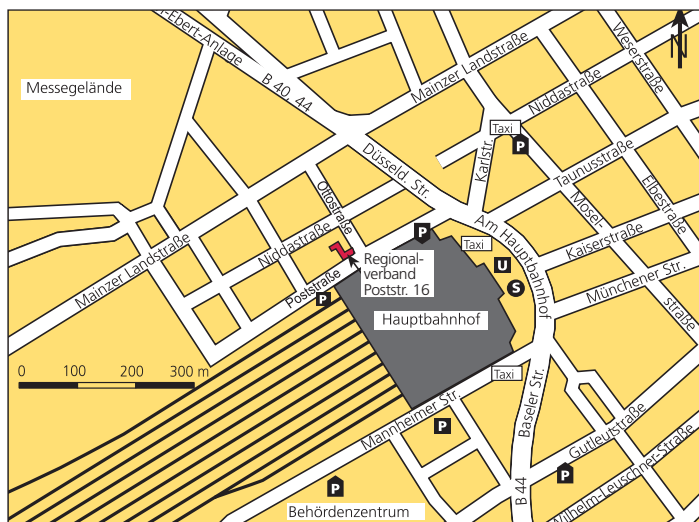 -Ebert-Anlage
B 40, 44
Mainzer Landstraße
Weserstraße
N
Messegelände
Niddastraße
Taxi
P
Karlstr.
Düsseld. Str.
Taunusstraße
Elbestraße
Ottostraße
Mosel
straße
Am Hauptbahnhof
Niddastraße
P
Taxi
Kaiserstraße
Mainzer Landstraße
Regional-
verband
Poststr. 16
U
S
Münchener Str.
Poststraße
P
Hauptbahnhof
0 100 200 300 m
Taxi
Mannheimer Str.
Baseler Str.
P
Gutleutstraße
P
P
B 44
Wilhelm-Leuschner-Straße
Behördenzentrum